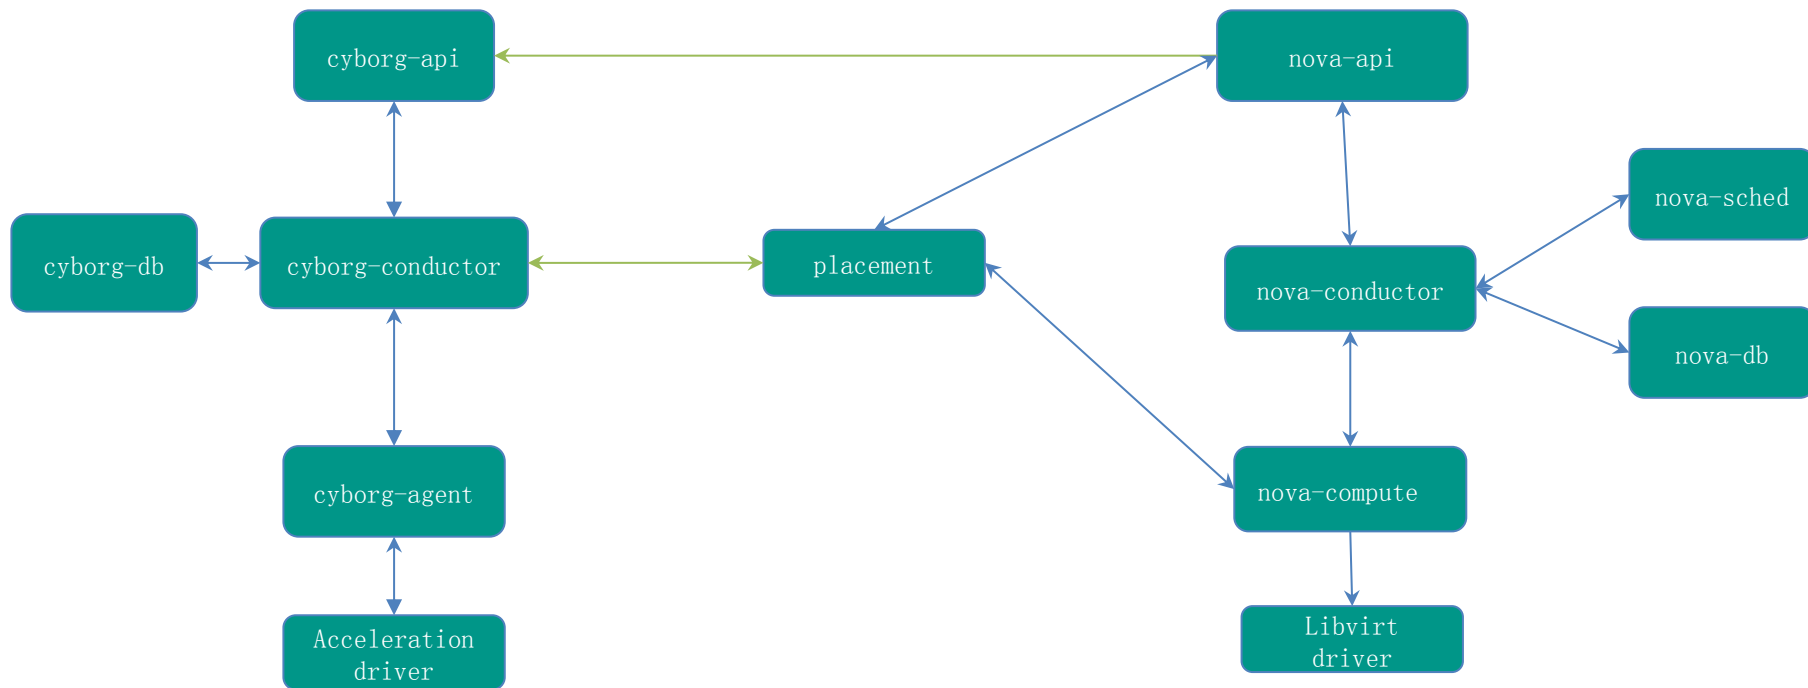 cyborg-api
nova-api
nova-sched
cyborg-db
cyborg-conductor
placement
nova-conductor
nova-db
cyborg-agent
nova-compute
Acceleration
driver
Libvirt
driver